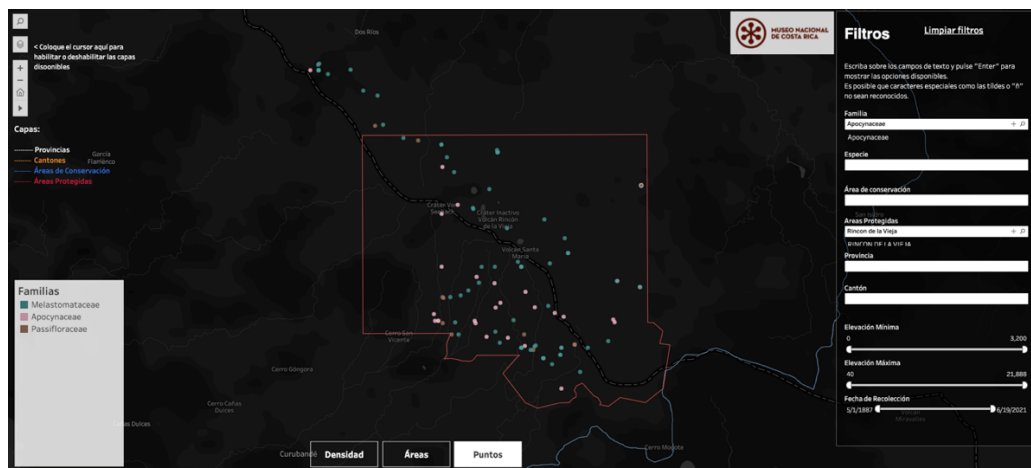 Dos Ríos
MUSEO NACIONAL
DE COSTA RICA
< Coloque el cursor aquí para
habilitar o deshabilitar las capas
disponibles
Capas:
Provincias
Cantones
Áreas de Conservación
Áreas Protegidas
García
Flamenco
Cráter Inactivo
Volcán Rincón
de la Vieja
Volcán Santa
María
Cerro San
Vicente
Cerro Góngora
Cerro Cañas
Dulces
Cañas Dulces
Curubandé
Cerro Mogote
Volcán
Miravalles
Familias
Melastomataceae
Apocynaceae
Passifloraceae
Densidad
Áreas
Puntos
Filtros
Limpiar filtros
Escriba sobre los campos de texto y pulse "Enter" para
mostrar las opciones disponibles.
Es posible que caracteres especiales como las tildes o "ñ"
no sean reconocidos.
Familia
Apocynaceae
Apocynaceae
Especie
Área de conservación
San Isidro
Areas Protegidas
Rincon de la Vieja
RINCON DE LA VIEJA
Provincia
Cantón
Elevación Mínima
0 3,200
Elevación Máxima
40 21,888
Fecha de Recolección
5/1/1887 6/19/2021